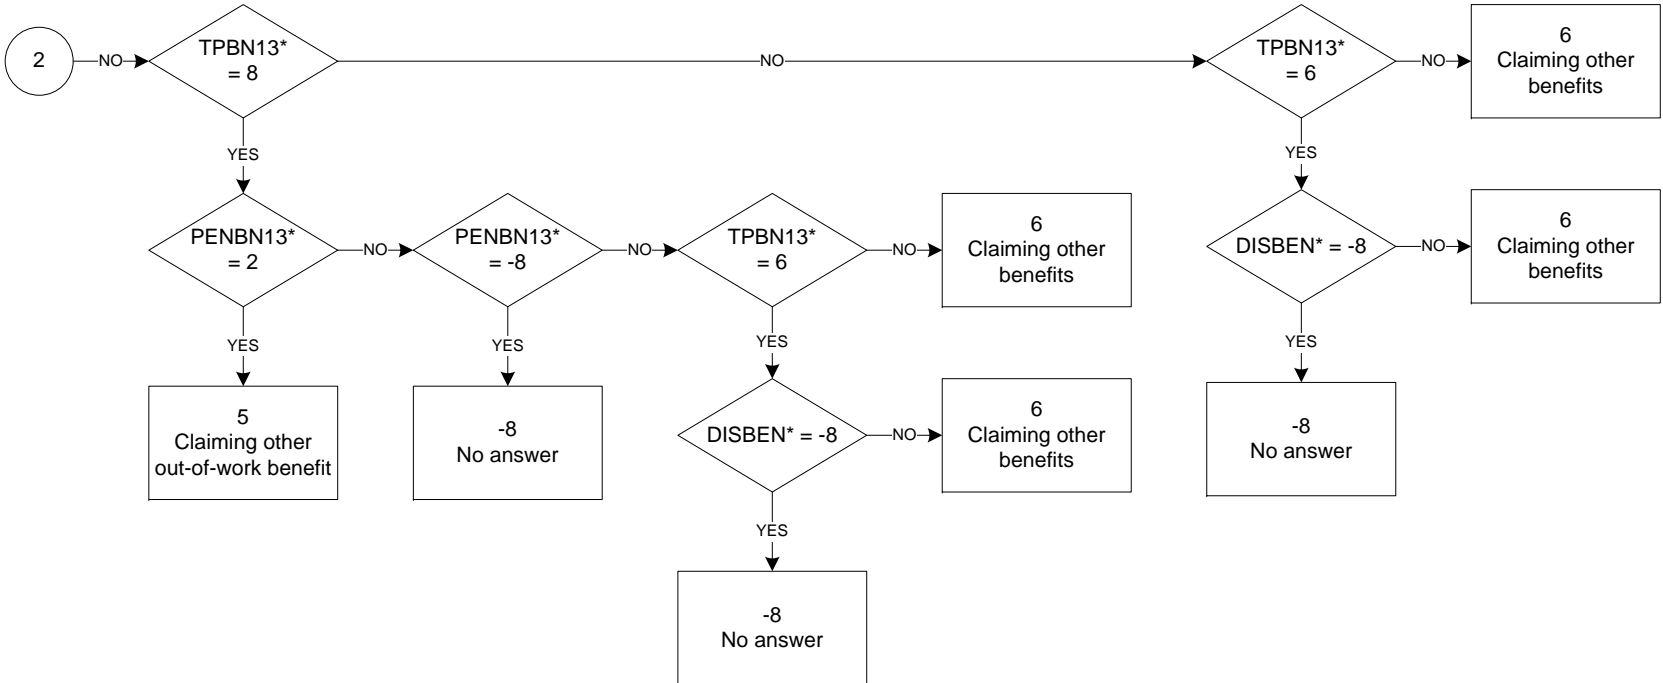 2
NO
TPBN13*
= 8
NO
TPBN13*
= 6
NO
6
Claiming other
benefits
YES
YES
PENBN13*
= 2
NO
PENBN13*
= -8
NO
TPBN13*
= 6
NO
6
Claiming other
benefits
DISBEN* = -8
NO
6
Claiming other
benefits
YES
YES
YES
YES
5
Claiming other
out-of-work benefit
-8
No answer
DISBEN* = -8
NO
6
Claiming other
benefits
-8
No answer
YES
-8
No answer